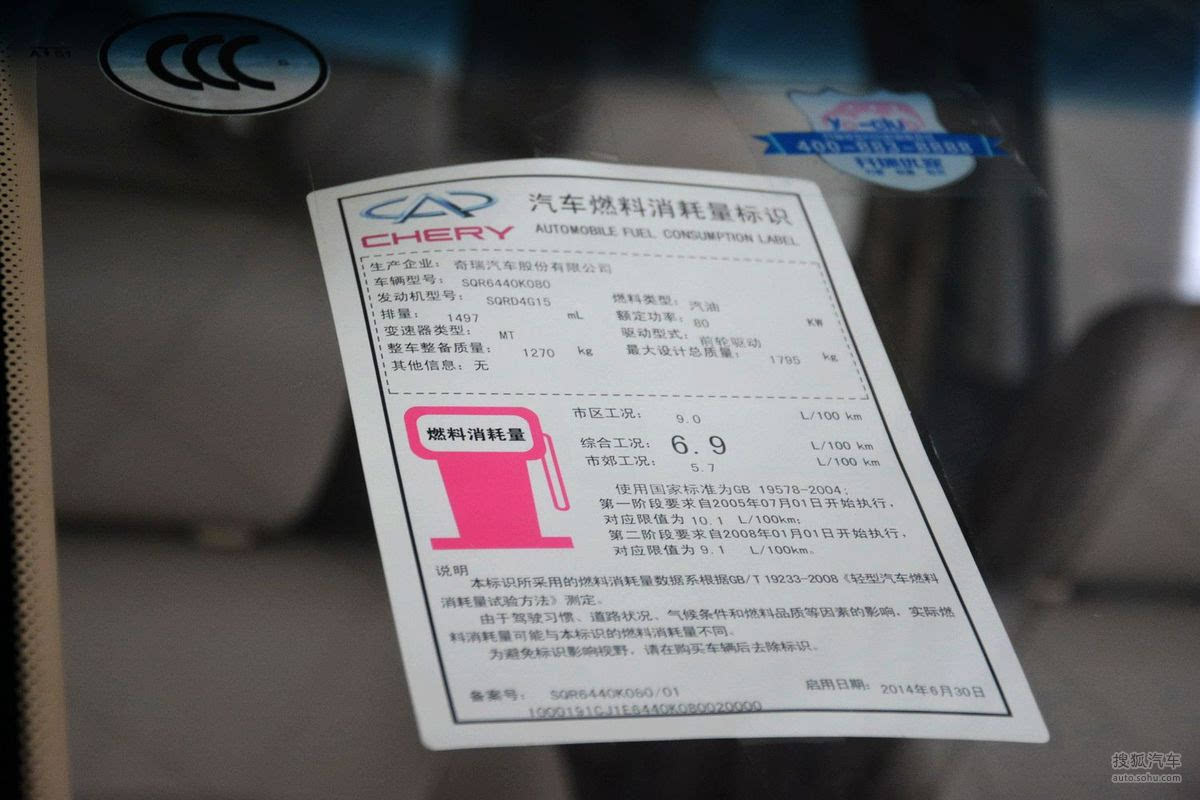 CCC
400-883-8888
CHERY
汽车燃料消耗量标识
AUTOMOBILE FUEL CONSUMPTION LABEL
生产企业: 奇瑞汽车股份有限公司
车辆型号: SQR6440K080
发动机型号: SQRD4G15 燃料类型: 汽油
排量: 1497 mL 额定功率: 80 KW
变速器类型: MT 驱动型式: 前轮驱动
整车整备质量: 1270 kg 最大设计总质量: 1795 kg
其他信息: 无
燃料消耗量
市区工况: 9.0 L/100 km
综合工况: 6.9 L/100 km
市郊工况: 5.7 L/100 km
使用国家标准为GB 19578-2004;
第一阶段要求自2005年07月01日开始执行,
对应限值为 10.1 L/100km;
第二阶段要求自2008年01月01日开始执行,
对应限值为 9.1 L/100km。
说明
本标识所采用的燃料消耗量数据系根据GB/T 19233-2008《轻型汽车燃料
消耗量试验方法》测定。
由于驾驶习惯、道路状况、气候条件和燃料品质等因素的影响,实际燃
料消耗量可能与本标识的燃料消耗量不同。
为避免标识影响视野,请在购买车辆后去除标识。
备案号: SQR6440K080/01 启用日期: 2014年6月30日
1000191CJ1E6440K080020000
搜狐汽车
auto.sohu.com